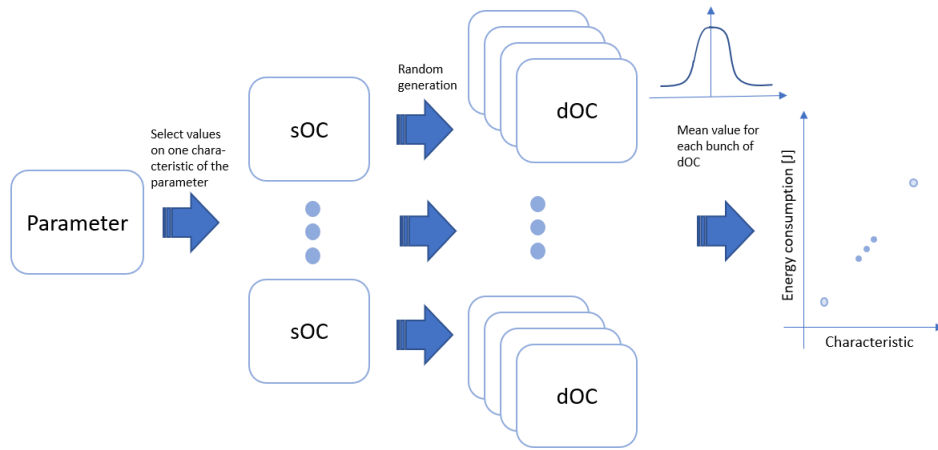 Parameter
Select values
on one chara-
cteristic of the
parameter
sOC
sOC
Random
generation
dOC
dOC
Mean value for
each bunch of
dOC
Energy consumption [J]
Characteristic